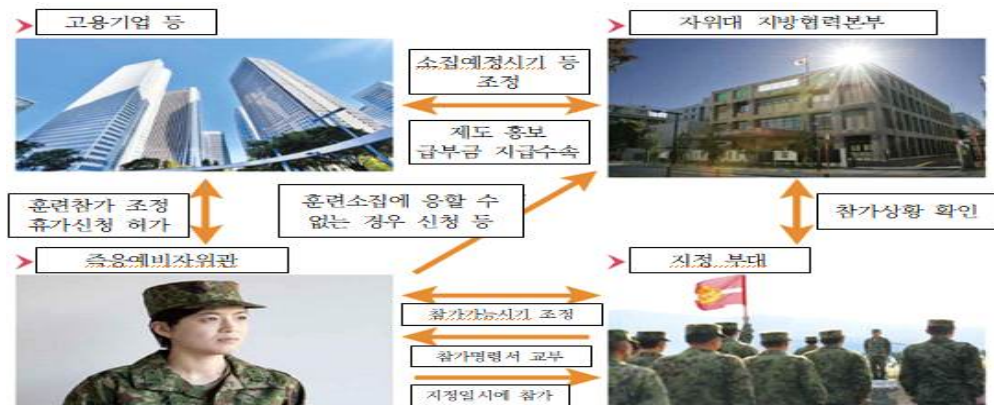 고용기업 등
자위대 지방협력본부
소집예정시기 등
조정
제도 홍보
급부금 지급수속
훈련참가 조정
휴가신청 허가
훈련소집에 응할 수
없는 경우 신청 등
참가상황 확인
즉응예비자위관
지정 부대
참가가능시기 조정
참가명령서 교부
지정일시에 참가